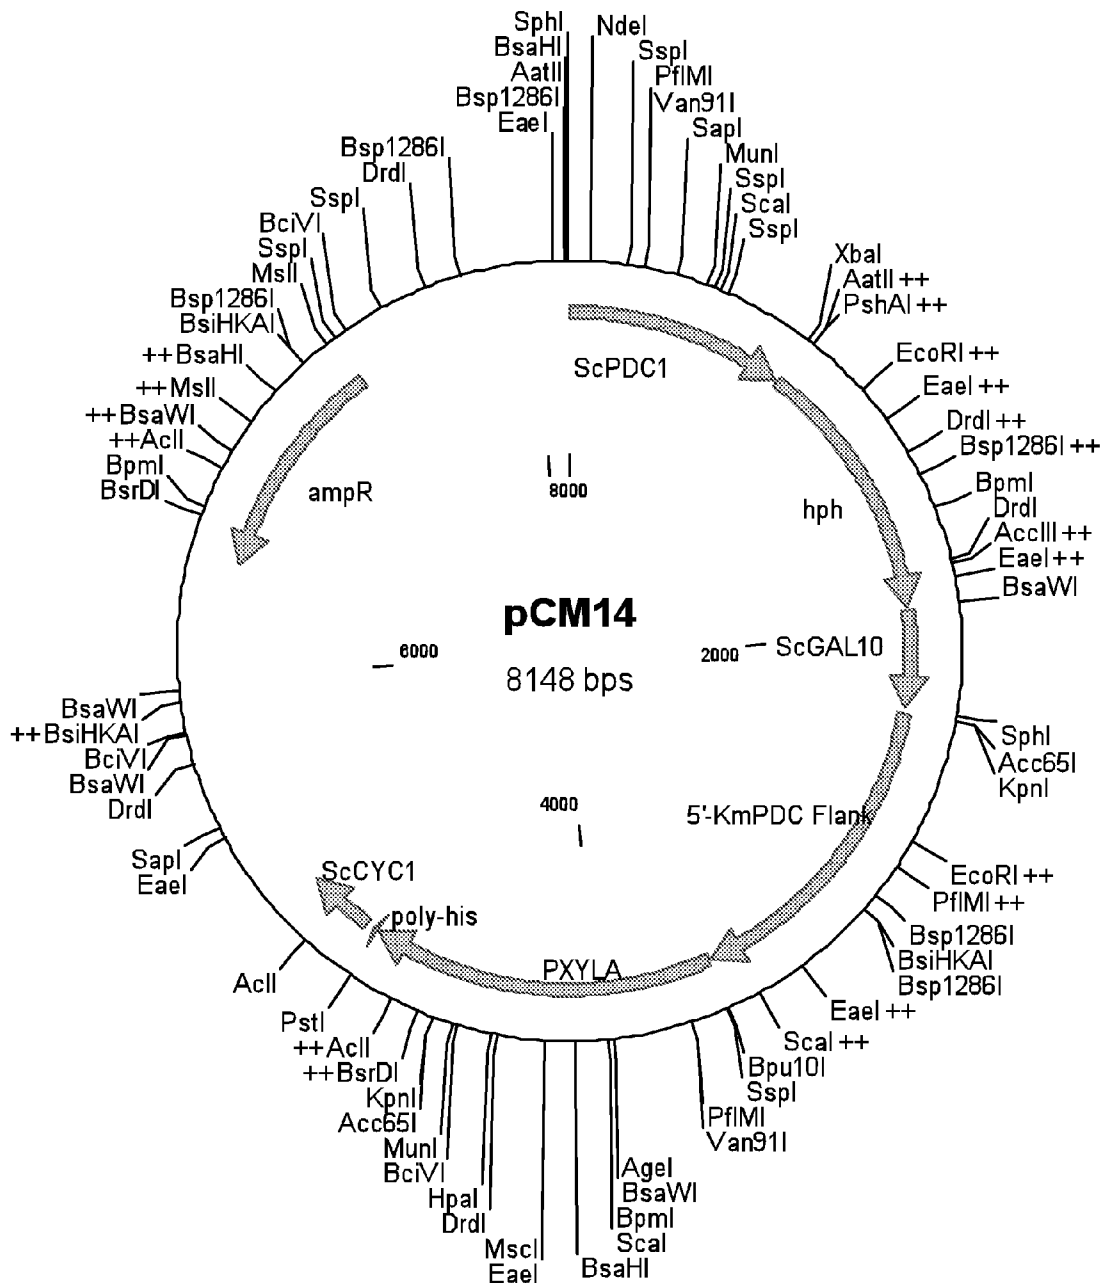 SphI
BsaHI
AatII
Bsp1286I
EaeI
NdeI
SspI
PflMI
Van91I
SapI
MunI
SspI
ScaI
SspI
XbaI
AatII ++
PshAI ++
EcoRI ++
EaeI ++
DrdI ++
Bsp1286I ++
BpmI
DrdI
AccIII ++
EaeI ++
BsaWI
SphI
Acc65I
KpnI
EcoRI ++
PflMI ++
Bsp1286I
BsiHKAI
Bsp1286I
EaeI ++
ScaI ++
Bpu10I
SspI
PflMI
Van91I
AgeI
BsaWI
BpmI
ScaI
BsaHI
MscI
EaeI
HpaI
DrdI
MunI
BciVI
KpnI
Acc65I
++BsrDI
++AclI
PstI
AclI
SapI
EaeI
BsaWI
++BsiHKAI
BciVI
BsaWI
DrdI
BsrDI
BpmI
++AclI
++BsaWI
++MslI
++BsaHI
Bsp1286I
BsiHKAI
MslI
SspI
BciVI
SspI
DrdI
Bsp1286I
ScPDC1
hph
ScGAL10
5'-KmPDC Flank
PXYLA
poly-his
ScCYC1
ampR
8000
2000
4000
6000
pCM14
8148 bps